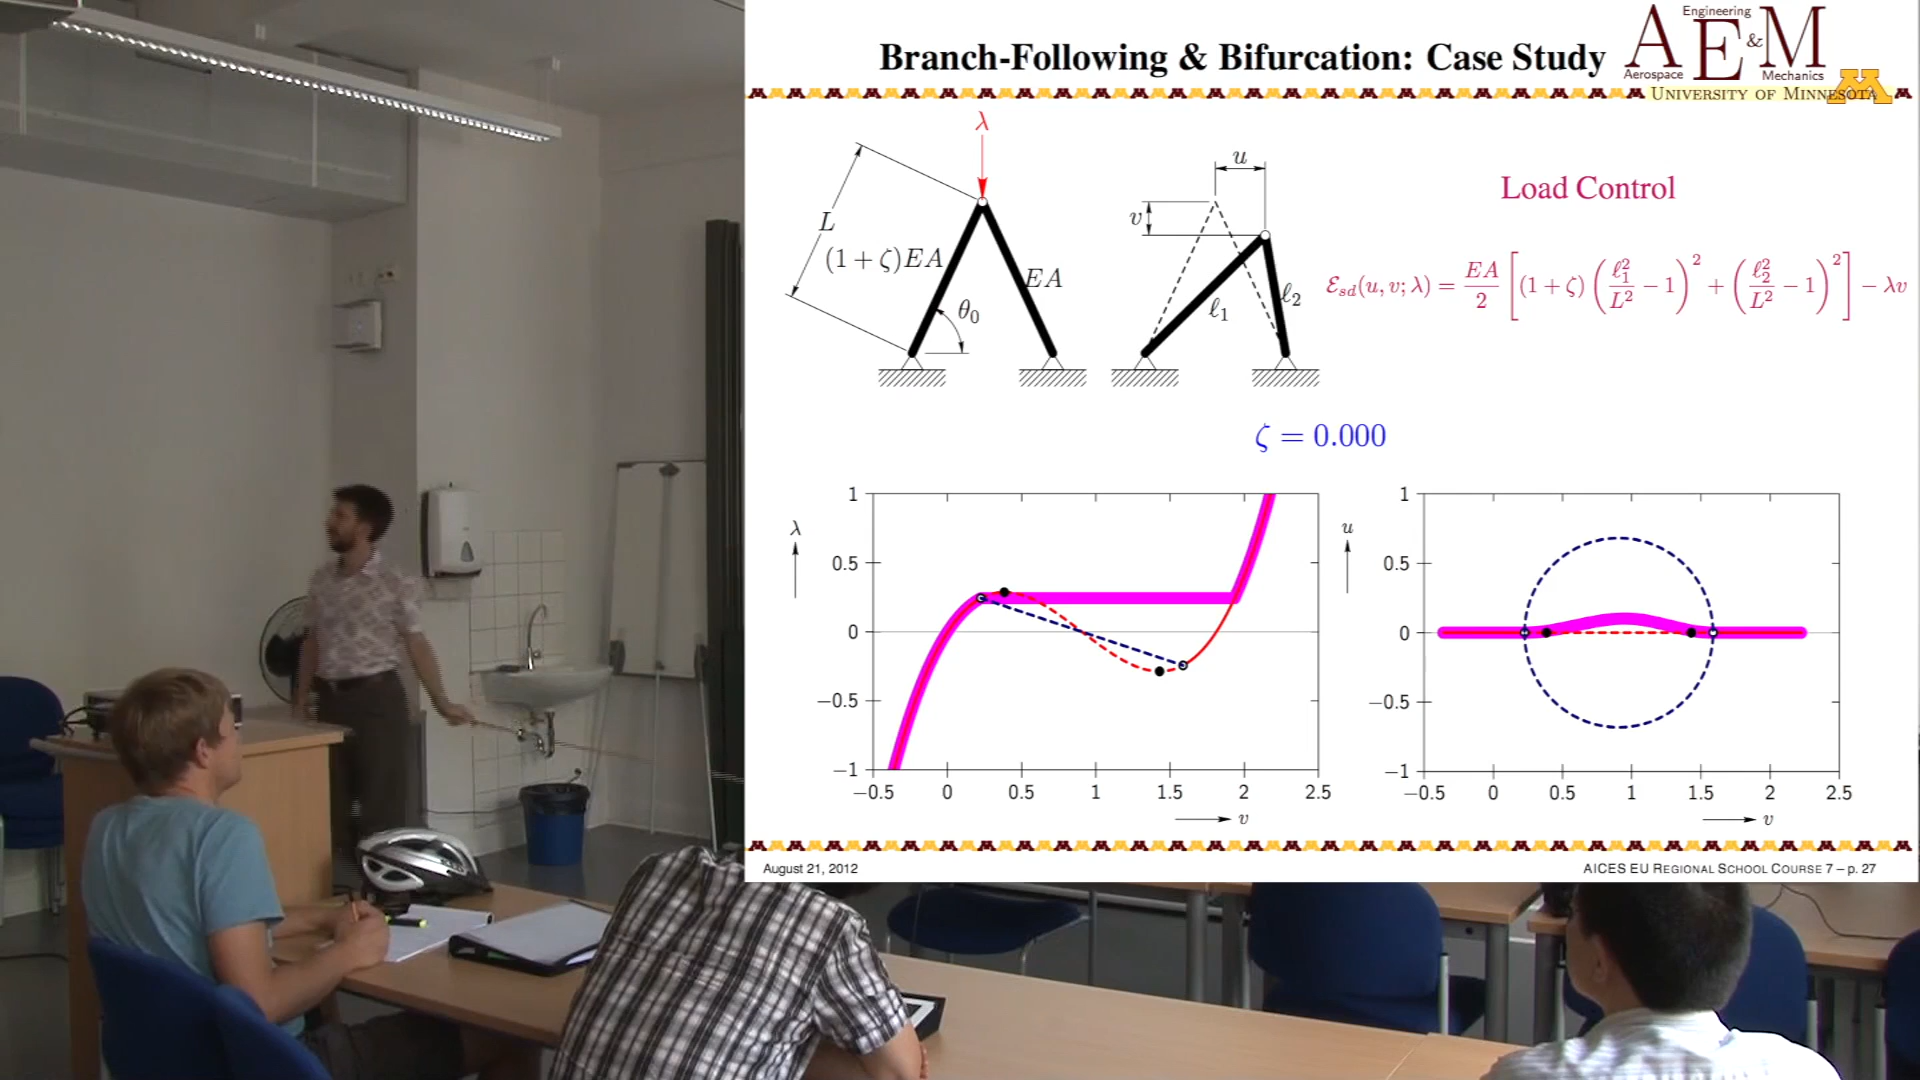 Branch-Following & Bifurcation: Case Study
Engineering
AE&M
Aerospace Mechanics
UNIVERSITY OF MINNESOTA
λ
L
(1 + ζ)EA
EA
θ₀
u
v
ℓ₁
ℓ₂
Load Control
ℰ_sd(u, v; λ) = EA/2 [(1 + ζ)(ℓ₁²/L² − 1)² + (ℓ₂²/L² − 1)²] − λv
ζ = 0.000
λ
1
0.5
0
−0.5
−1
−0.5 0 0.5 1 1.5 2 2.5
v
u
1
0.5
0
−0.5
−1
−0.5 0 0.5 1 1.5 2 2.5
v
August 21, 2012
AICES EU REGIONAL SCHOOL COURSE 7 – p. 27